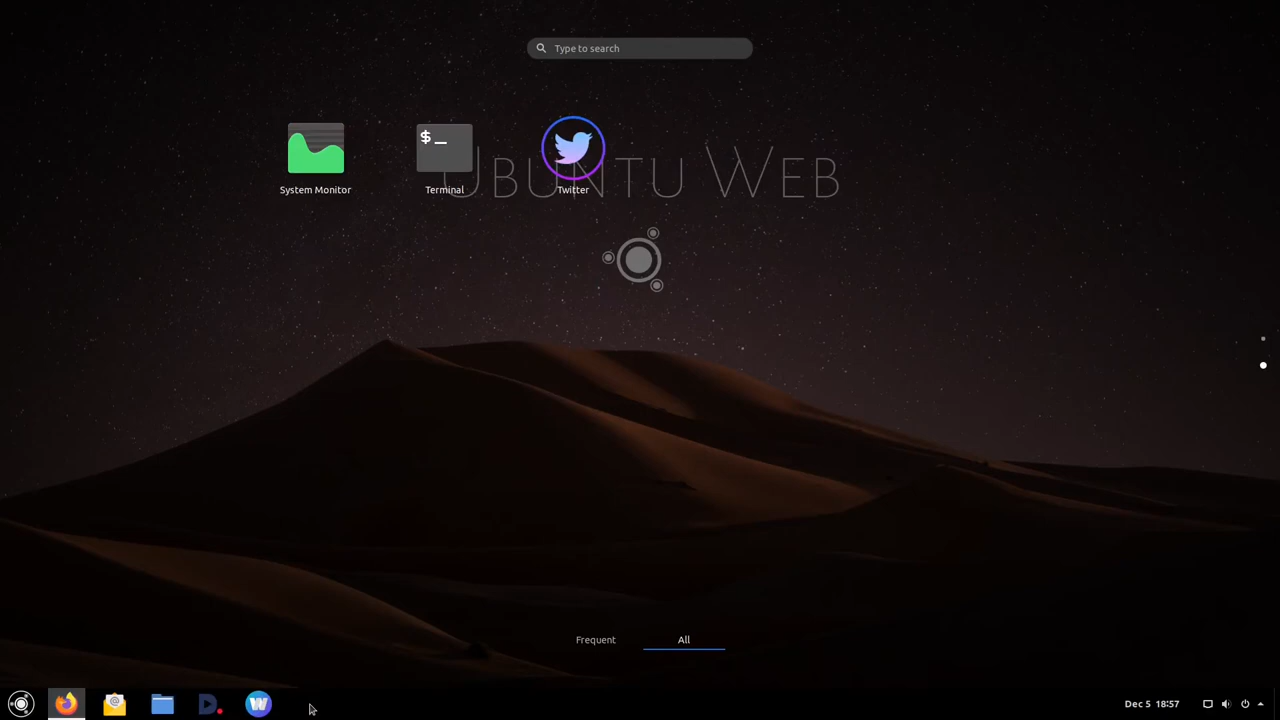 Type to search
$_
System Monitor
Terminal
Twitter
UBUNTU WEB
Frequent
All
D
W
Dec 5 18:57